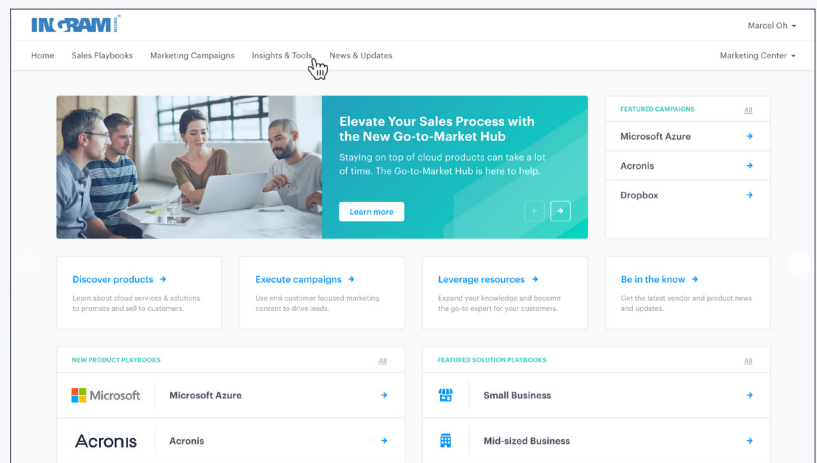 INGRAM MICRO
Marcel Oh
Home Sales Playbooks Marketing Campaigns Insights & Tools News & Updates Marketing Center
Elevate Your Sales Process with
the New Go-to-Market Hub
Staying on top of cloud products can take a lot
of time. The Go-to-Market Hub is here to help.
Learn more
FEATURED CAMPAIGNS All
Microsoft Azure
Acronis
Dropbox
Discover products
Learn about cloud services & solutions
to promote and sell to customers.
Execute campaigns
Use end-customer focused marketing
content to drive leads.
Leverage resources
Expand your knowledge and become
the go-to expert for your customers.
Be in the know
Get the latest vendor and product news
and updates.
NEW PRODUCT PLAYBOOKS All
Microsoft Microsoft Azure
Acronis Acronis
FEATURED SOLUTION PLAYBOOKS All
Small Business
Mid-sized Business